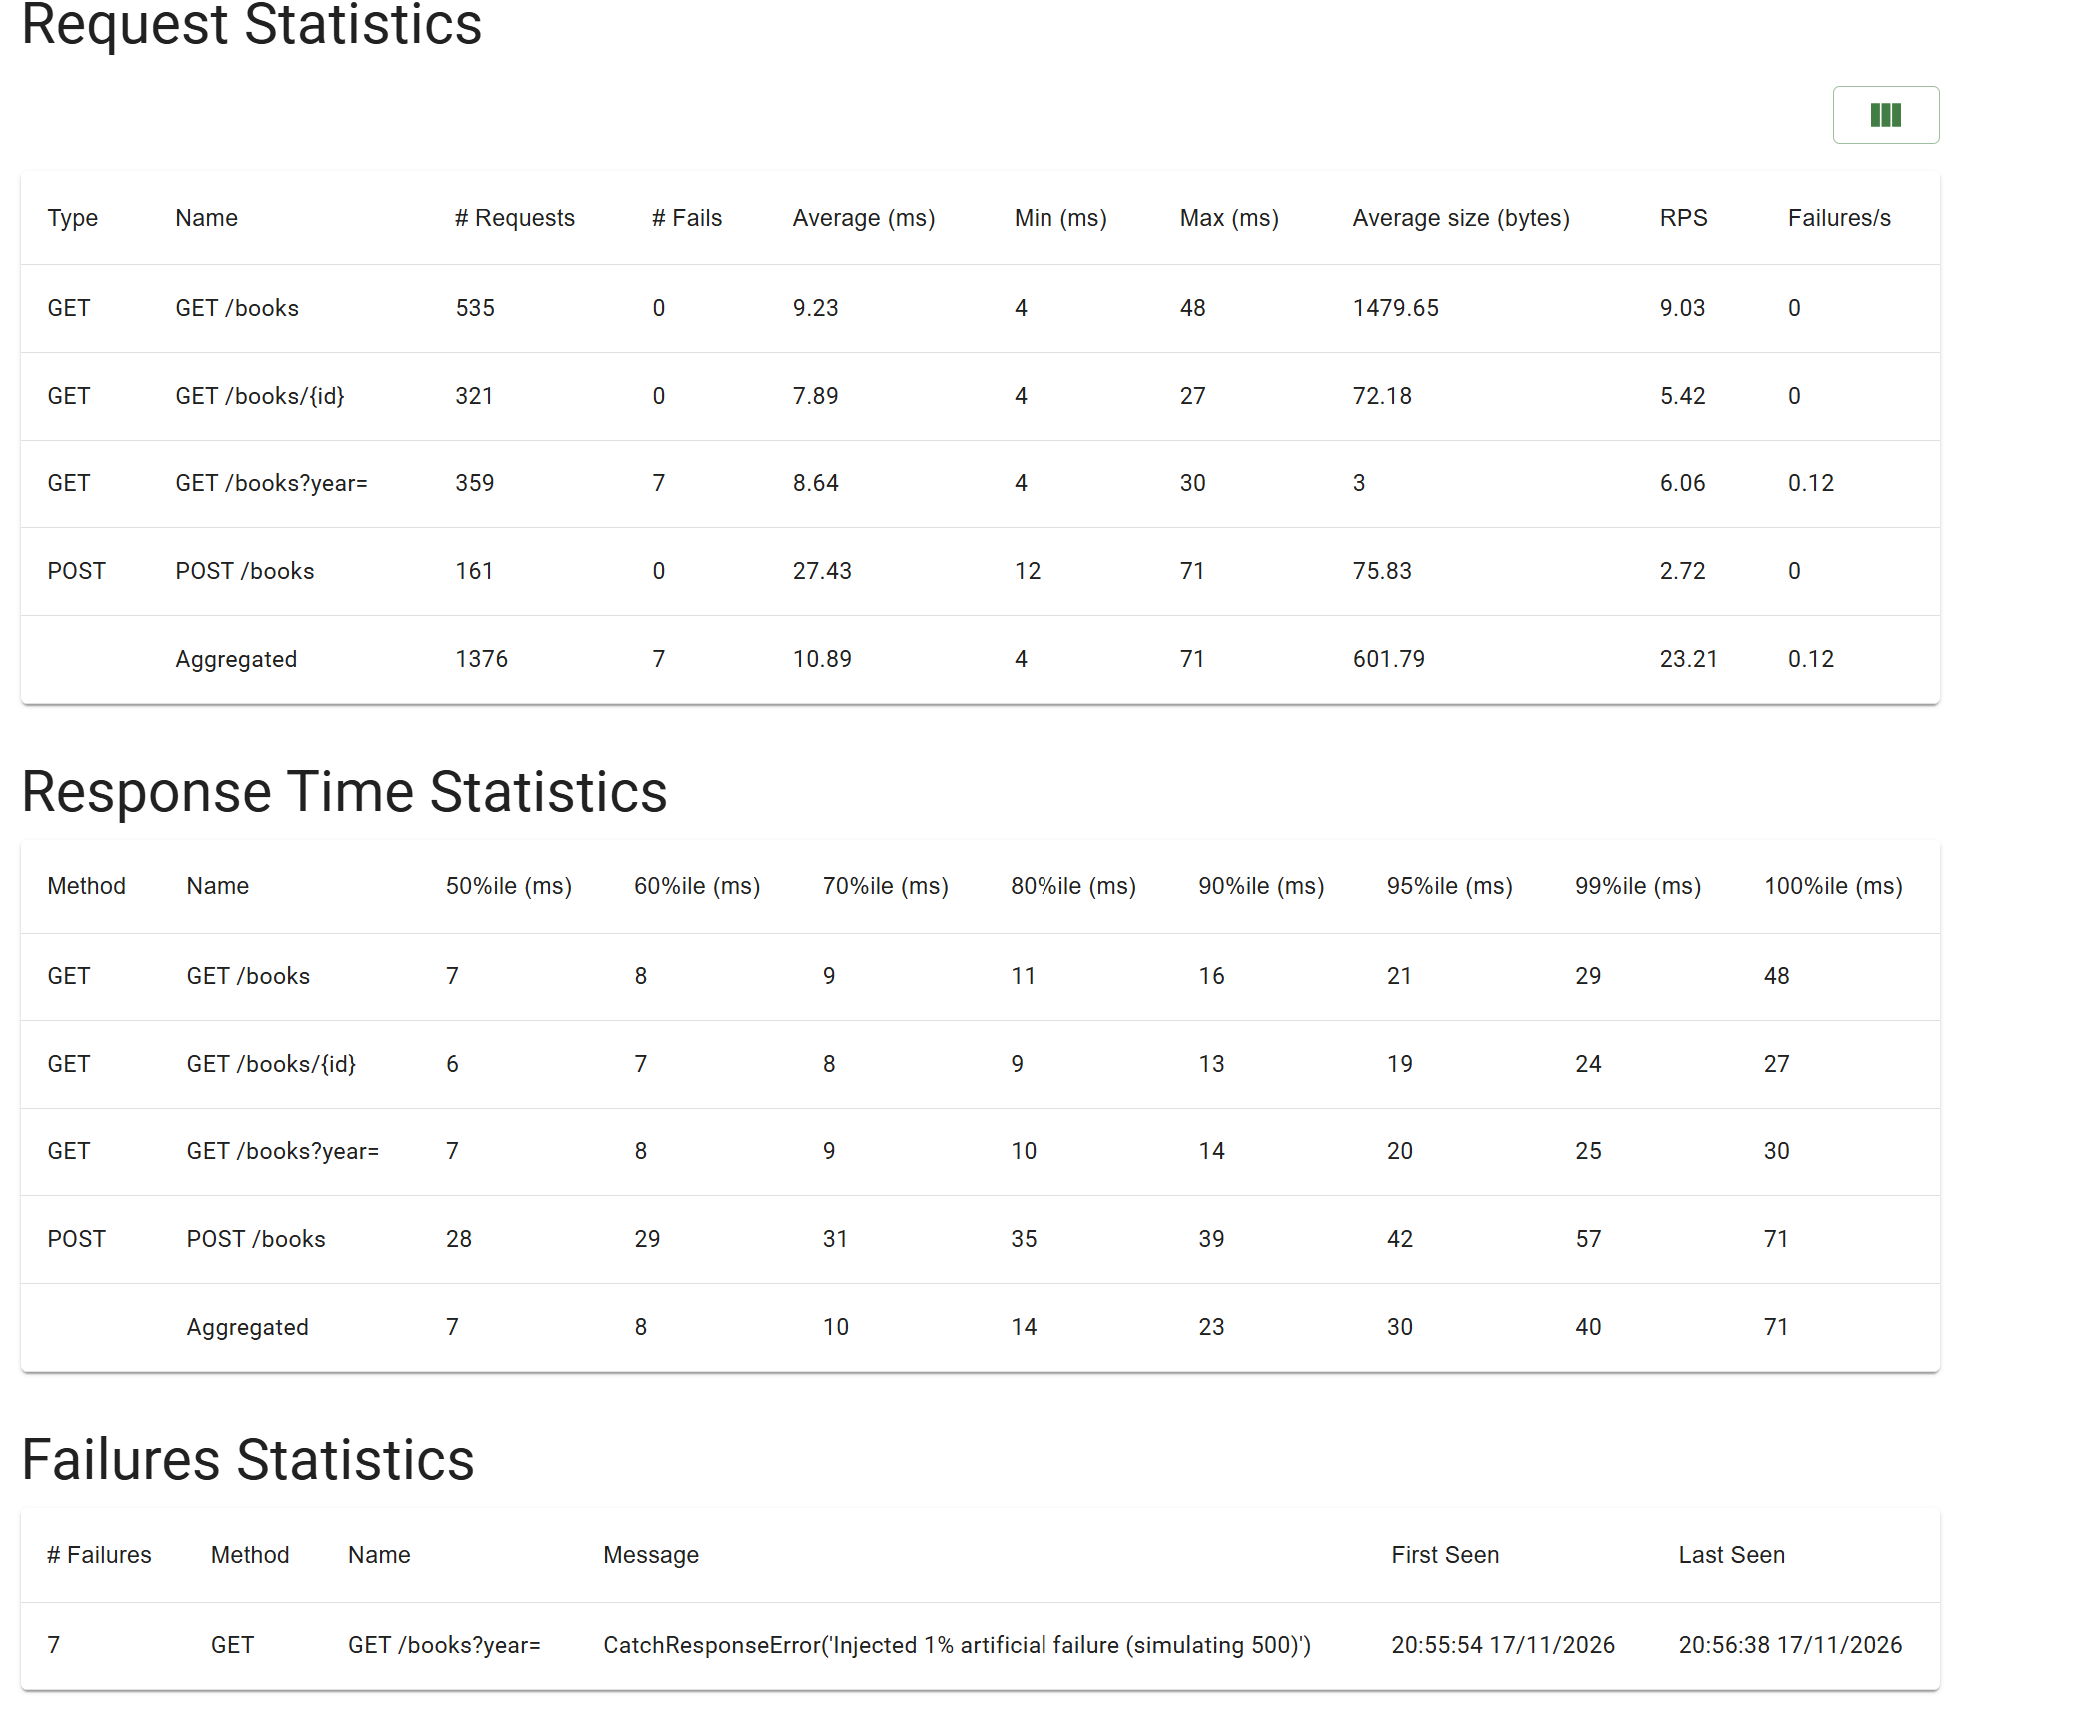 Request Statistics
Type Name # Requests # Fails Average (ms) Min (ms) Max (ms) Average size (bytes) RPS Failures/s
GET GET /books 535 0 9.23 4 48 1479.65 9.03 0
GET GET /books/{id} 321 0 7.89 4 27 72.18 5.42 0
GET GET /books?year= 359 7 8.64 4 30 3 6.06 0.12
POST POST /books 161 0 27.43 12 71 75.83 2.72 0
Aggregated 1376 7 10.89 4 71 601.79 23.21 0.12
Response Time Statistics
Method Name 50%ile (ms) 60%ile (ms) 70%ile (ms) 80%ile (ms) 90%ile (ms) 95%ile (ms) 99%ile (ms) 100%ile (ms)
GET GET /books 7 8 9 11 16 21 29 48
GET GET /books/{id} 6 7 8 9 13 19 24 27
GET GET /books?year= 7 8 9 10 14 20 25 30
POST POST /books 28 29 31 35 39 42 57 71
Aggregated 7 8 10 14 23 30 40 71
Failures Statistics
# Failures Method Name Message First Seen Last Seen
7 GET GET /books?year= CatchResponseError('Injected 1% artificial failure (simulating 500)') 20:55:54 17/11/2026 20:56:38 17/11/2026